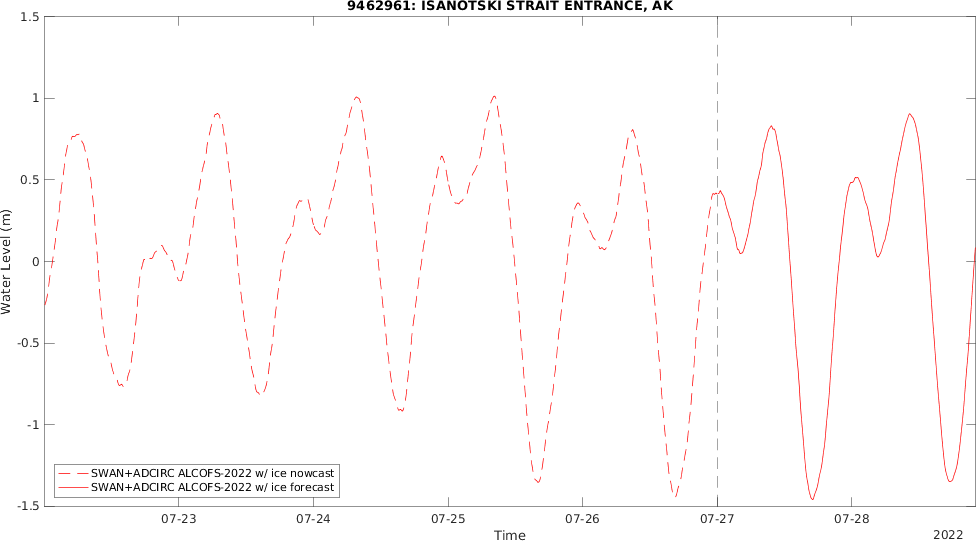 9462961: ISANOTSKI STRAIT ENTRANCE, AK
Water Level (m)
1.5
1
0.5
0
-0.5
-1
-1.5
SWAN+ADCIRC ALCOFS-2022 w/ ice nowcast
SWAN+ADCIRC ALCOFS-2022 w/ ice forecast
07-23 07-24 07-25 07-26 07-27 07-28
Time
2022